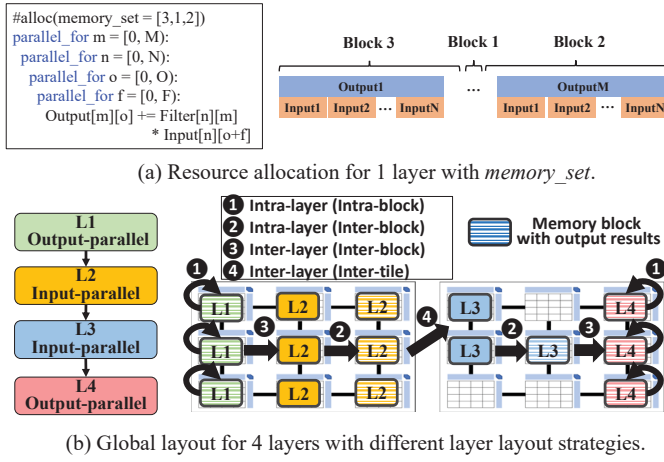 #alloc(memory_set = [3,1,2])
parallel_for m = [0, M):
parallel_for n = [0, N):
parallel_for o = [0, O):
parallel_for f = [0, F):
Output[m][o] += Filter[n][m]
* Input[n][o+f]
Block 3 Block 1 Block 2
Output1 ... OutputM
Input1 Input2 ... InputN Input1 Input2 ... InputN
(a) Resource allocation for 1 layer with memory_set.
1 Intra-layer (Intra-block)
2 Intra-layer (Inter-block)
3 Inter-layer (Inter-block)
4 Inter-layer (Inter-tile)
Memory block
with output results
L1
Output-parallel
L2
Input-parallel
L3
Input-parallel
L4
Output-parallel
1 4 1
L1 L2 L2 L3 L4
3 2 2 3
L1 L2 L2 L3 L3 L4
L1 L2 L2 L4
(b) Global layout for 4 layers with different layer layout strategies.